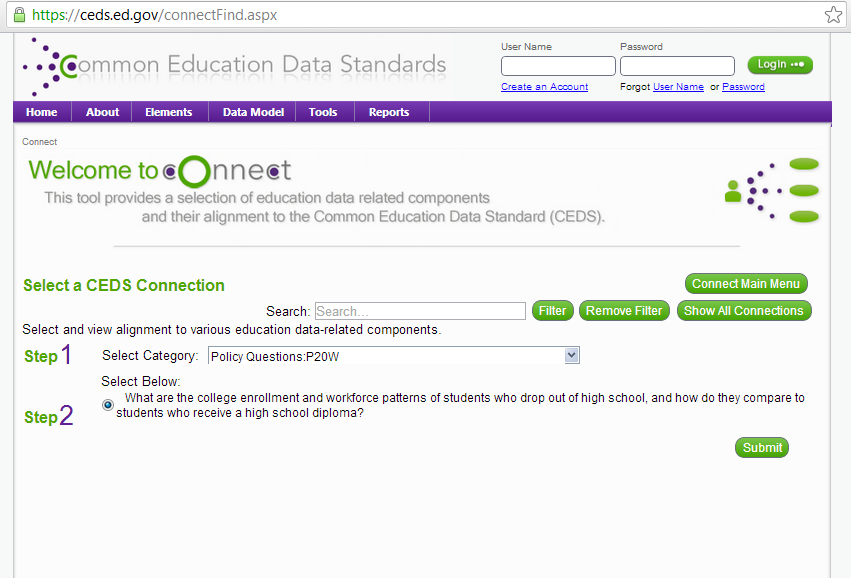 https://ceds.ed.gov/connectFind.aspx
Common Education Data Standards
User Name Password
Login
Create an Account Forgot User Name or Password
Home About Elements Data Model Tools Reports
Connect
Welcome to connect
This tool provides a selection of education data related components
and their alignment to the Common Education Data Standard (CEDS).
Select a CEDS Connection
Connect Main Menu
Search: Search... Filter Remove Filter Show All Connections
Select and view alignment to various education data-related components.
Step 1 Select Category: Policy Questions:P20W
Select Below:
Step 2
What are the college enrollment and workforce patterns of students who drop out of high school, and how do they compare to
students who receive a high school diploma?
Submit